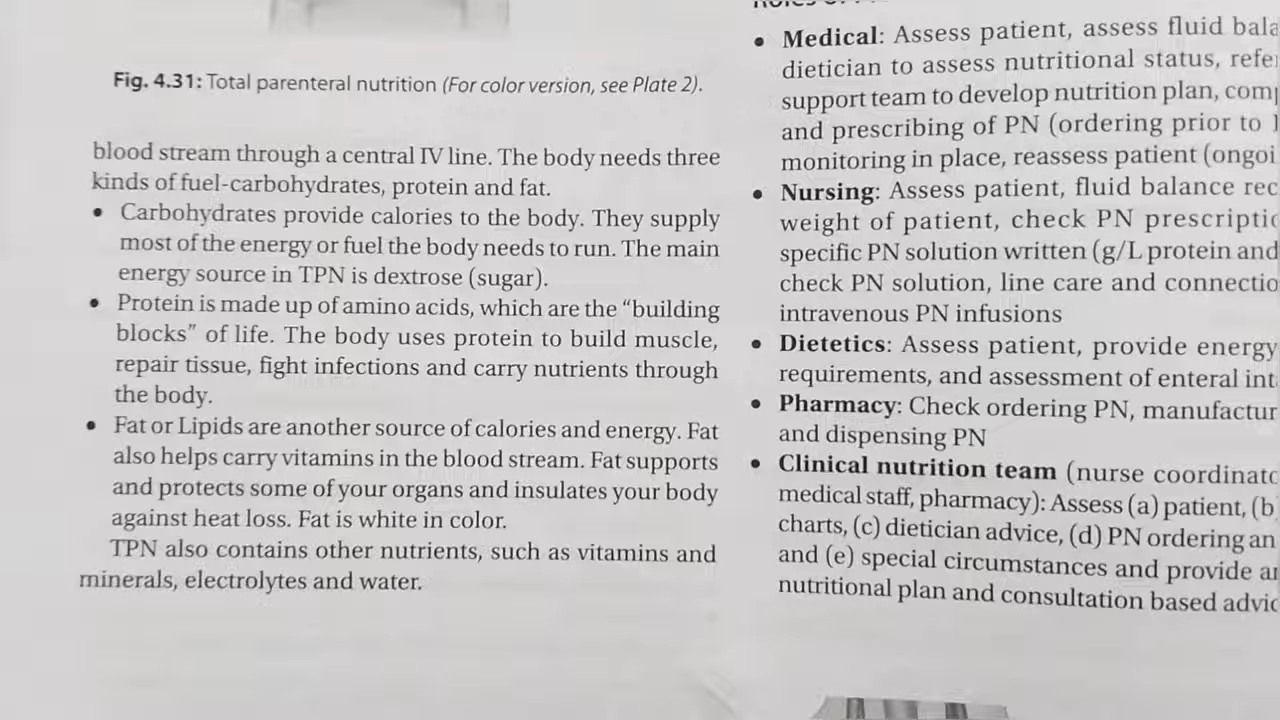 Fig. 4.31: Total parenteral nutrition (For color version, see Plate 2).
blood stream through a central IV line. The body needs three
kinds of fuel-carbohydrates, protein and fat.
• Carbohydrates provide calories to the body. They supply
most of the energy or fuel the body needs to run. The main
energy source in TPN is dextrose (sugar).
• Protein is made up of amino acids, which are the “building
blocks” of life. The body uses protein to build muscle,
repair tissue, fight infections and carry nutrients through
the body.
• Fat or Lipids are another source of calories and energy. Fat
also helps carry vitamins in the blood stream. Fat supports
and protects some of your organs and insulates your body
against heat loss. Fat is white in color.
TPN also contains other nutrients, such as vitamins and
minerals, electrolytes and water.
• Medical: Assess patient, assess fluid
dietician to assess nutritional status,
support team to develop nutrition plan,
and prescribing of PN (ordering prior to
monitoring in place, reassess patient
• Nursing: Assess patient, fluid balance
weight of patient, check PN
specific PN solution written (g/L protein and
check PN solution, line care and
intravenous PN infusions
• Dietetics: Assess patient, provide energy
requirements, and assessment of enteral
• Pharmacy: Check ordering PN,
and dispensing PN
• Clinical nutrition team (nurse
medical staff, pharmacy): Assess (a) patient, (b
charts, (c) dietician advice, (d) PN ordering
and (e) special circumstances and provide
nutritional plan and consultation based